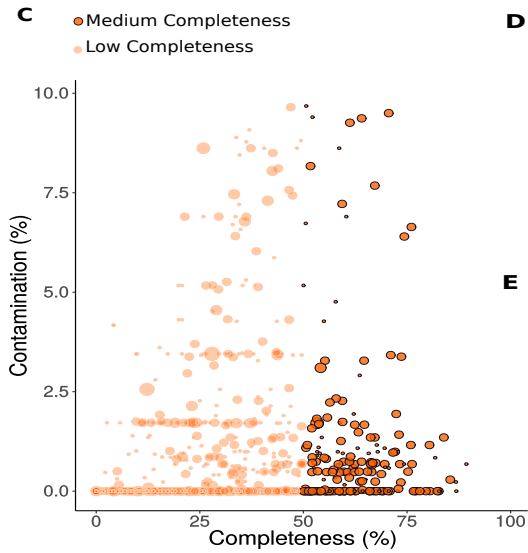 C
Medium Completeness
D
Low Completeness
10.0
7.5
Contamination (%)
E
5.0
2.5
0.0
0 25 50 75 100
Completeness (%)